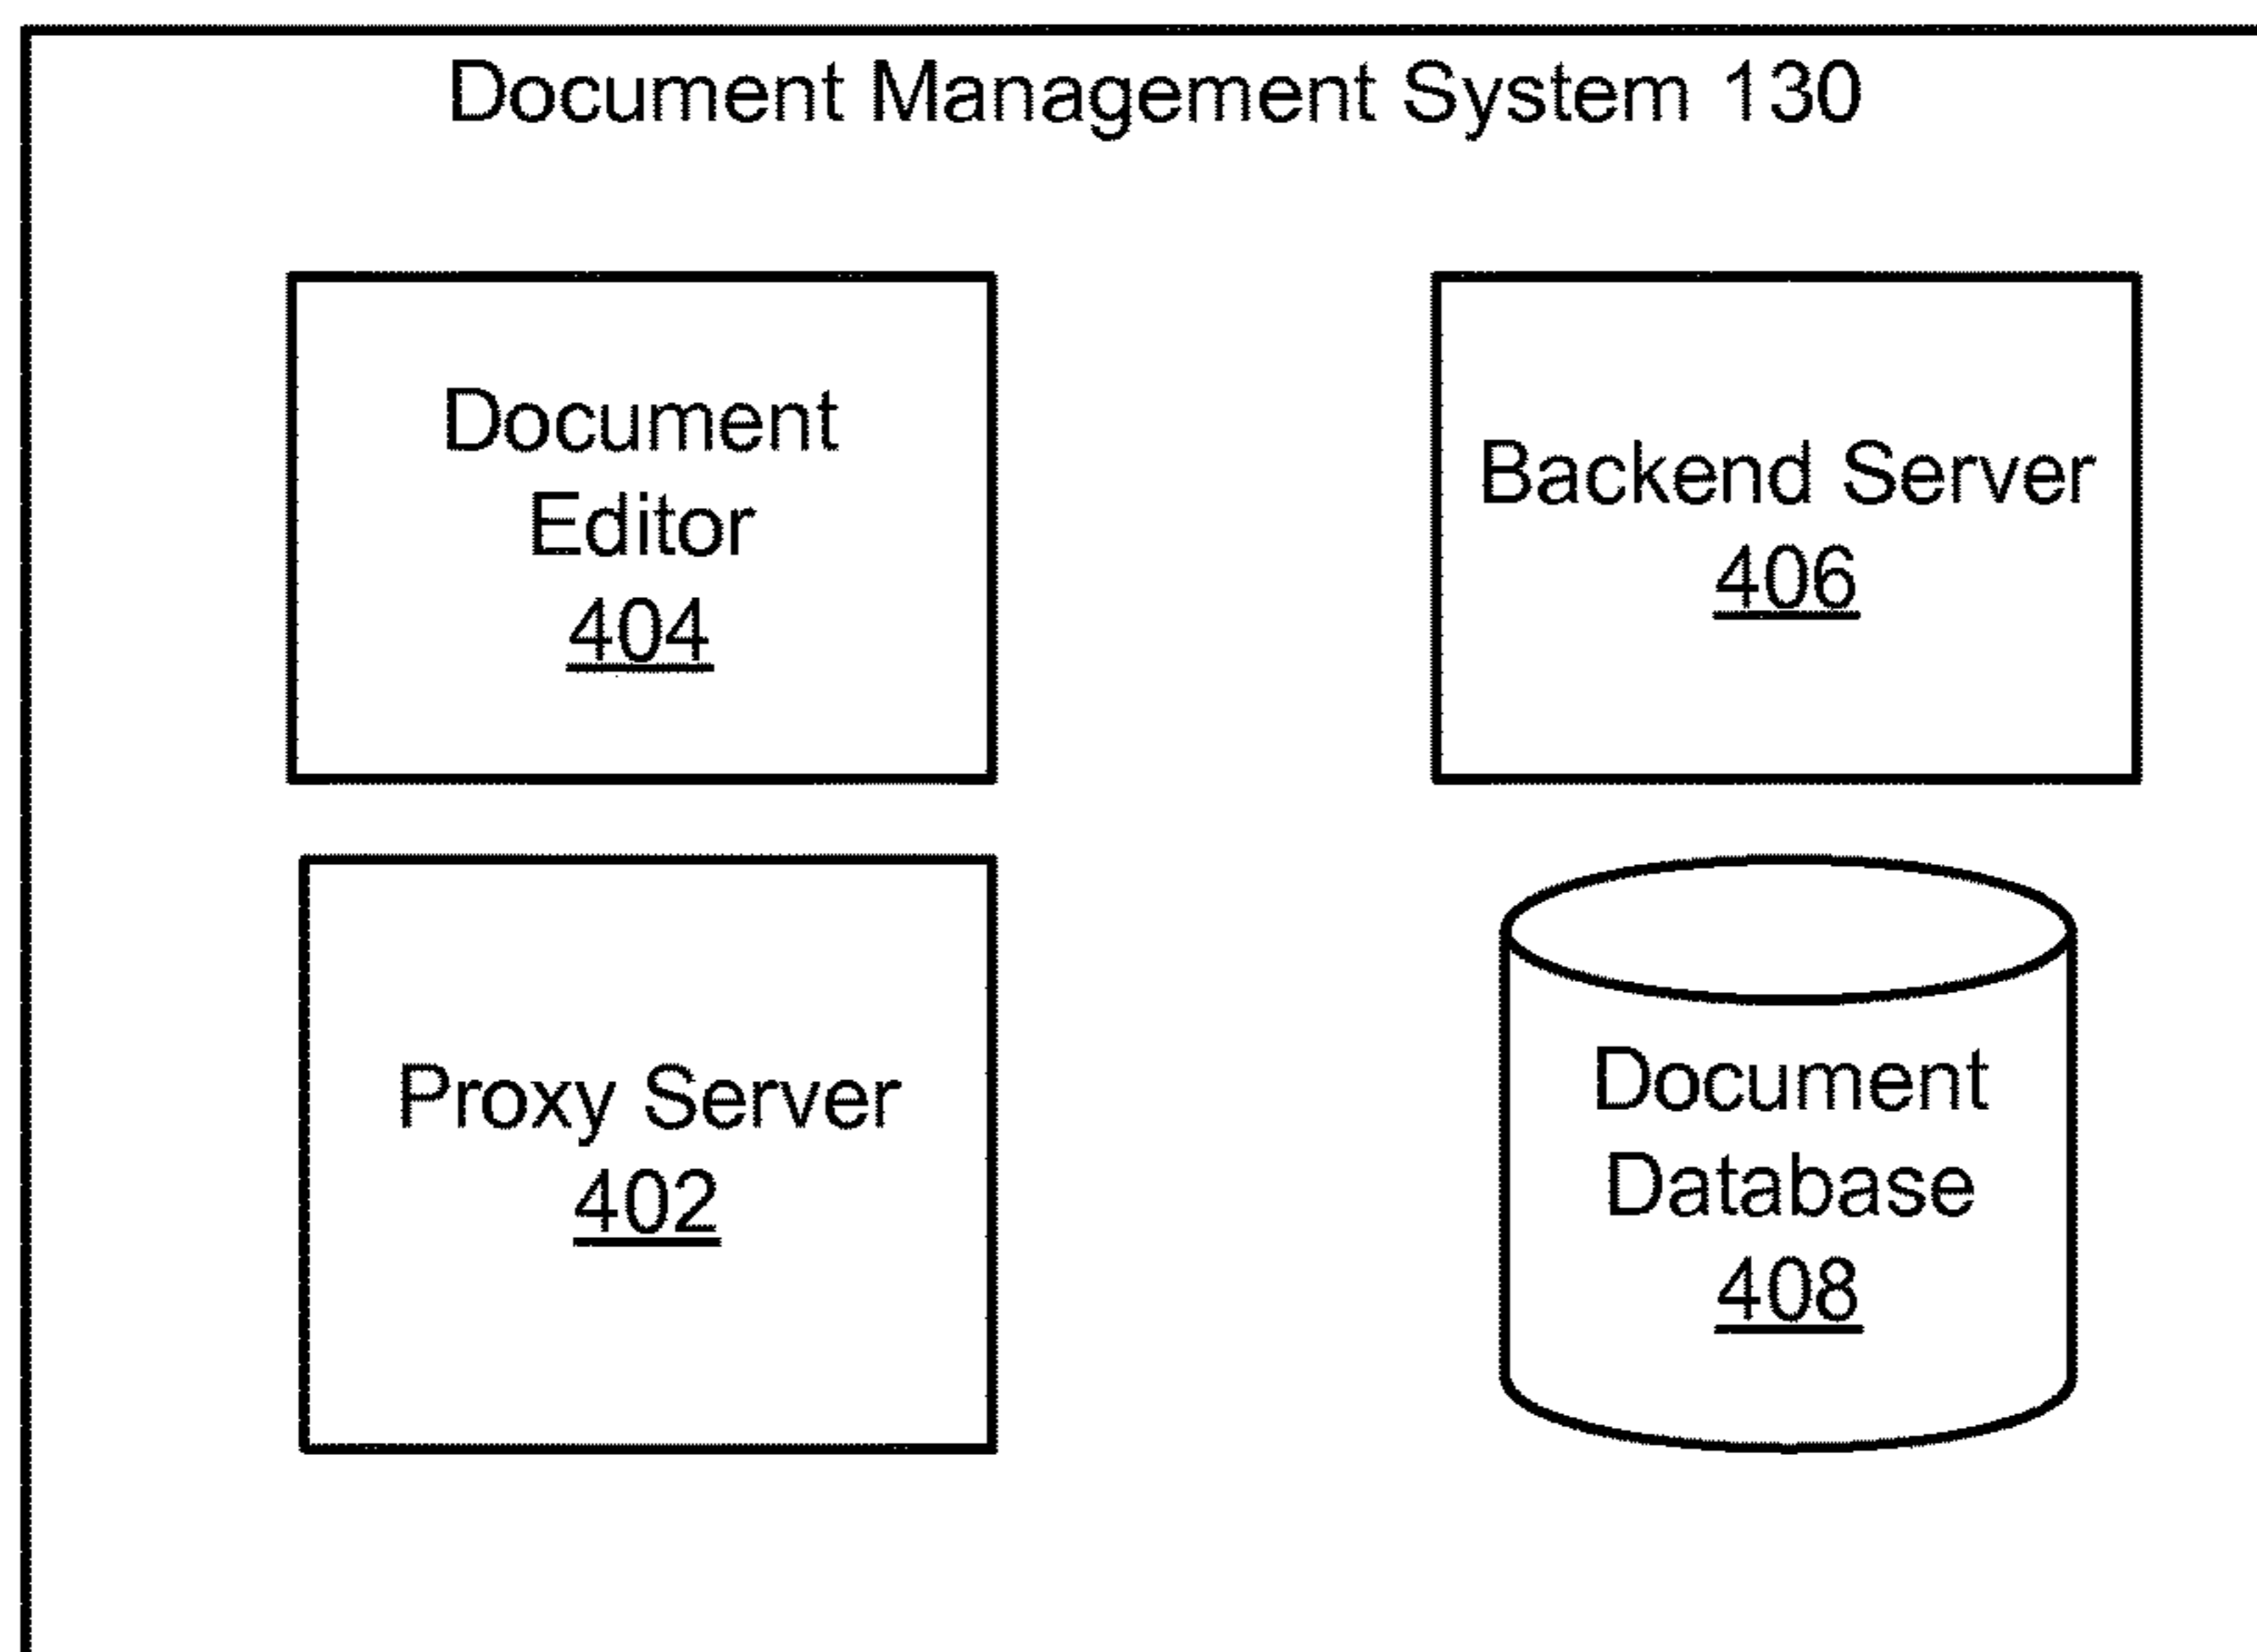 Document Management System 130
Document
Editor
404
Backend Server
406
Proxy Server
402
Document
Database
408